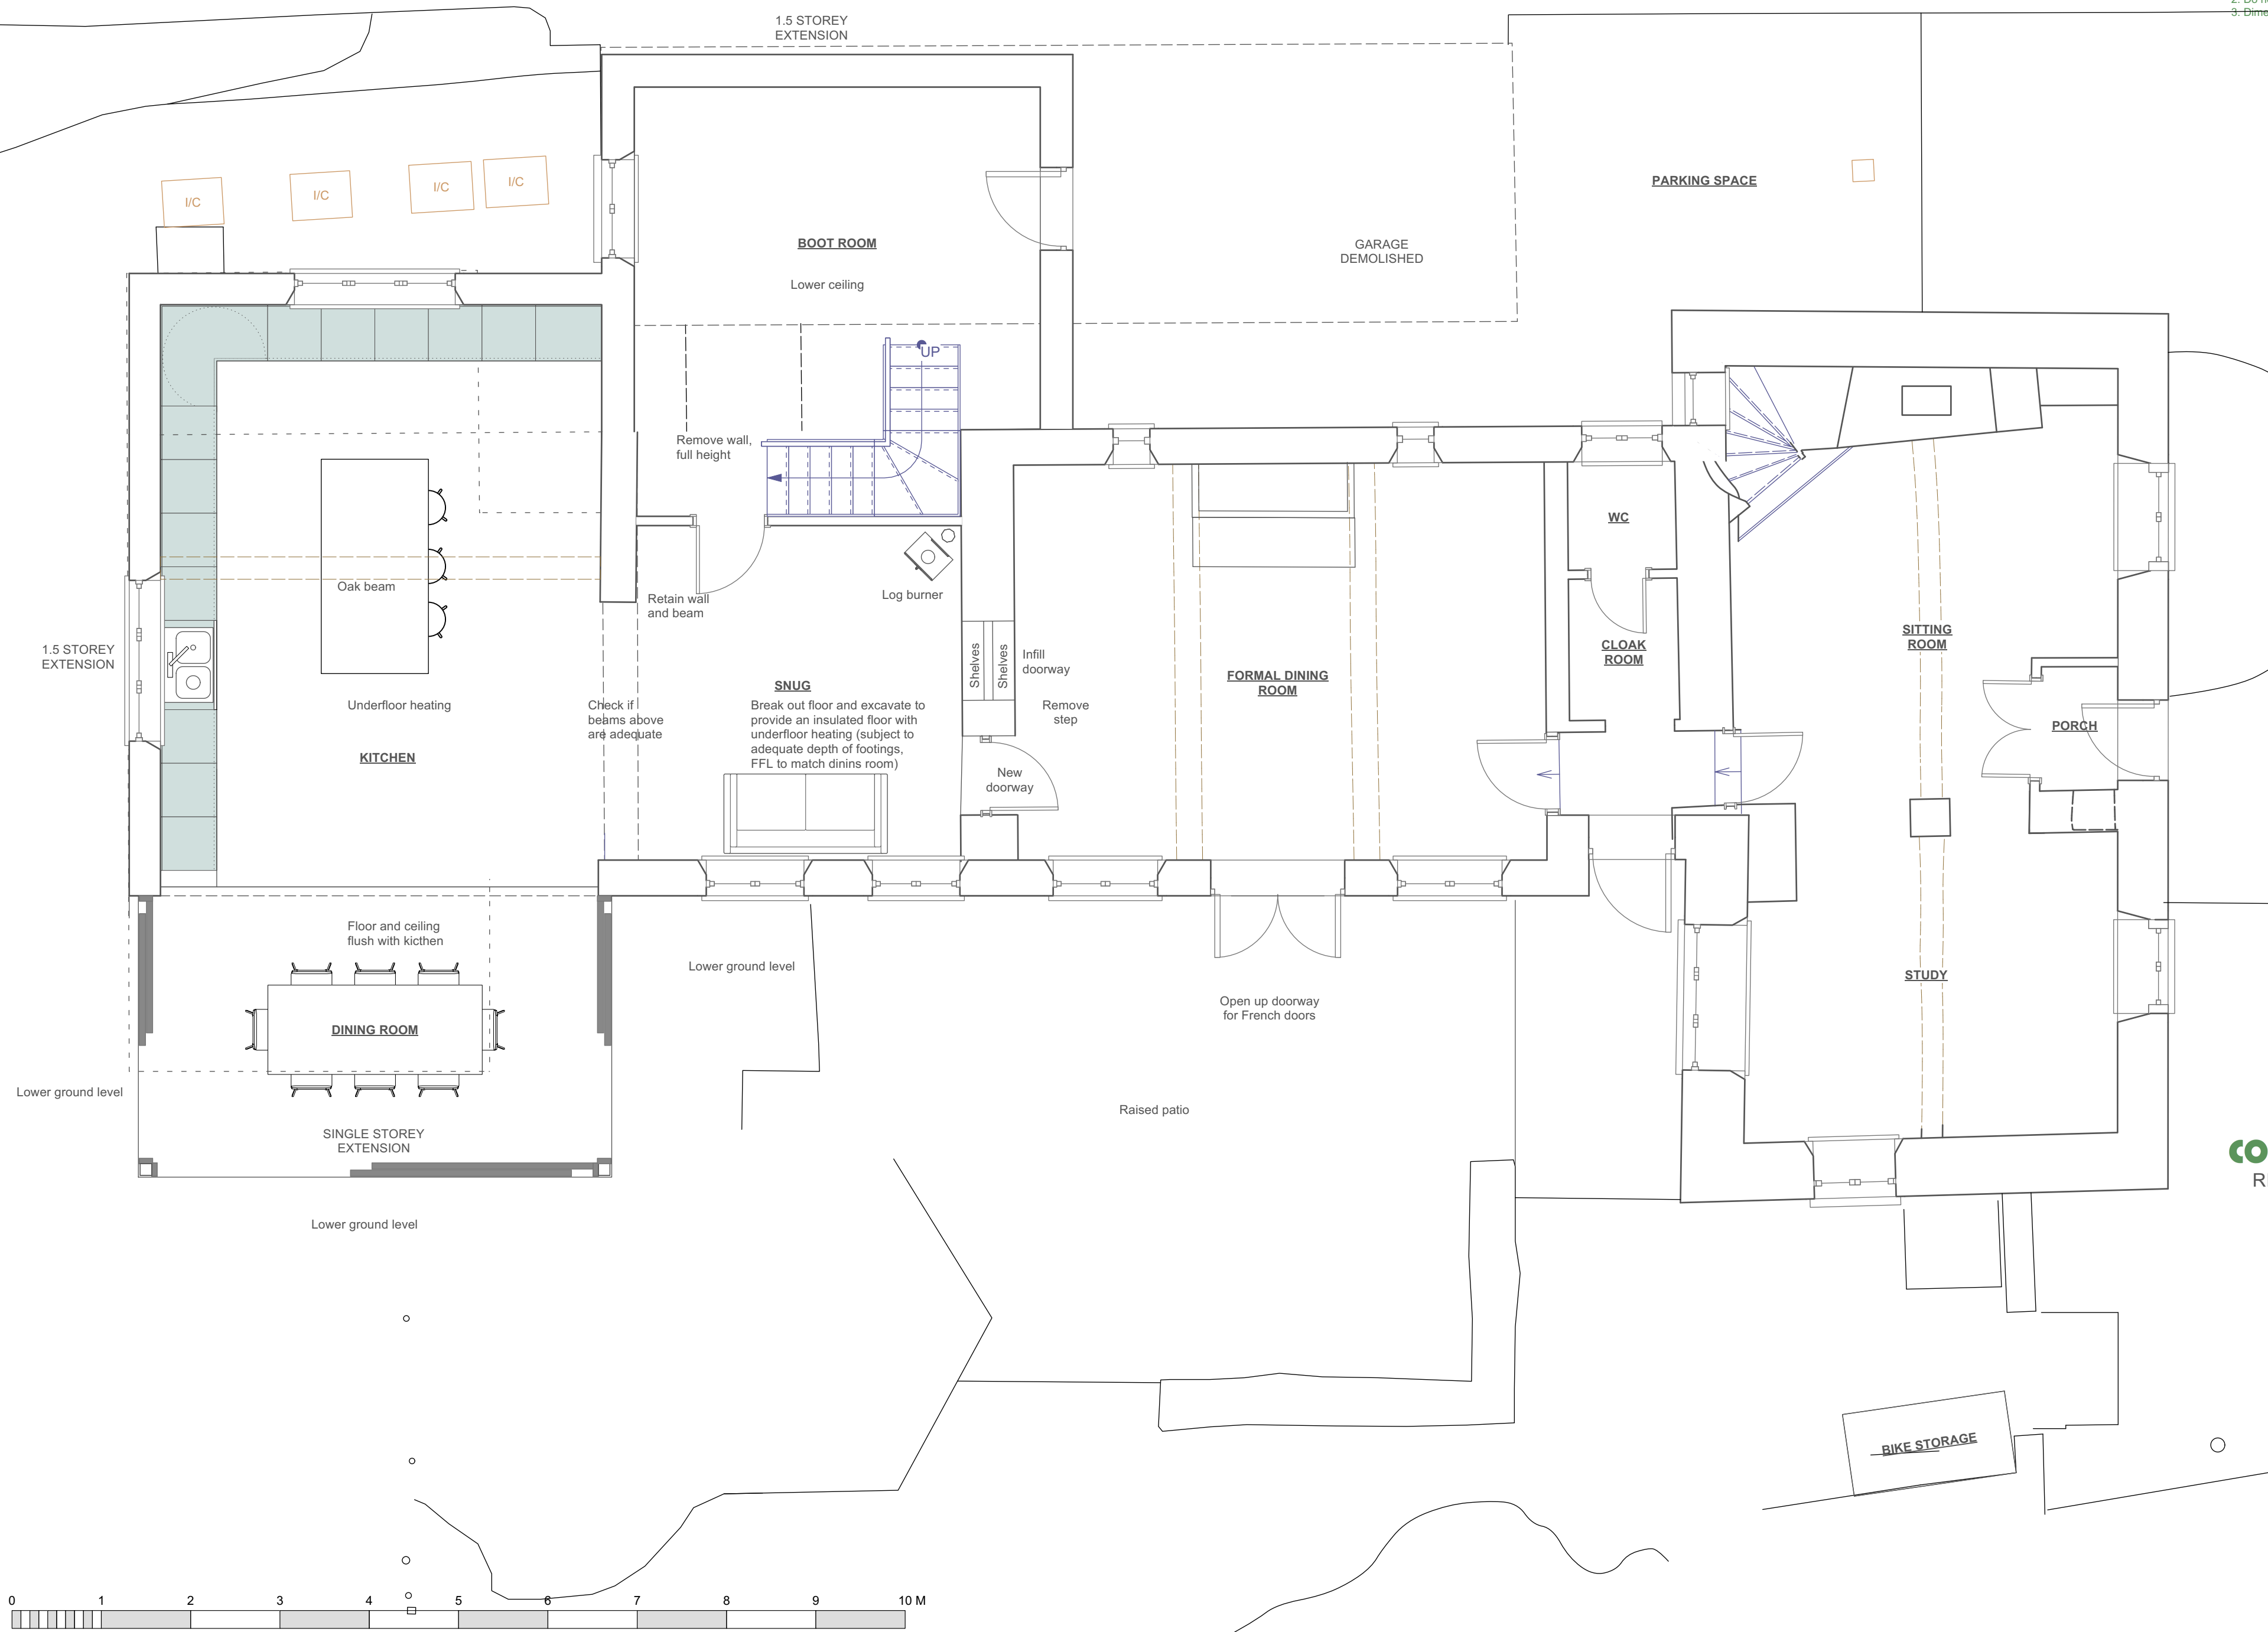 3. Dime
1.5 STOREY
EXTENSION
I/C
I/C
I/C
I/C
PARKING SPACE
BOOT ROOM
Lower ceiling
GARAGE
DEMOLISHED
UP
Remove wall,
full height
WC
Oak beam
Retain wall
and beam
Log burner
1.5 STOREY
EXTENSION
Shelves
Shelves
Infill
doorway
CLOAK
ROOM
SITTING
ROOM
FORMAL DINING
ROOM
SNUG
Underfloor heating
Check if
beams above
are adequate
Break out floor and excavate to
provide an insulated floor with
underfloor heating (subject to
adequate depth of footings,
FFL to match dinins room)
Remove
step
PORCH
KITCHEN
New
doorway
Floor and ceiling
flush with kicthen
Lower ground level
STUDY
Open up doorway
for French doors
DINING ROOM
Lower ground level
Raised patio
SINGLE STOREY
EXTENSION
co
R
Lower ground level
BIKE STORAGE
0 1 2 3 4 5 6 7 8 9 10 M